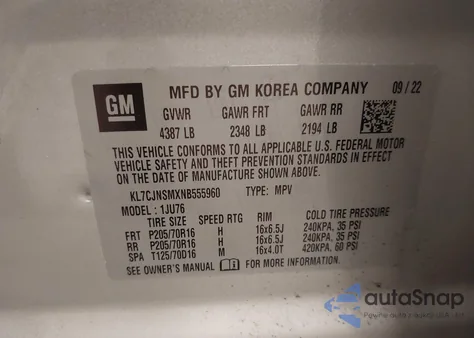 GM
MFD BY GM KOREA COMPANY 09/22
GVWR GAWR FRT GAWR RR
4387 LB 2348 LB 2194 LB
THIS VEHICLE CONFORMS TO ALL APPLICABLE U.S. FEDERAL MOTOR
VEHICLE SAFETY AND THEFT PREVENTION STANDARDS IN EFFECT
ON THE DATE OF MANUFACTURE SHOWN ABOVE.
KL7CJNSMXNB555960 TYPE: MPV
MODEL: 1JU76
TIRE SIZE SPEED RTG RIM COLD TIRE PRESSURE
FRT P205/70R16 H 16x6.5J 240KPA, 35 PSI
RR P205/70R16 H 16x6.5J 240KPA, 35 PSI
SPA T125/70D16 M 16x4.0T 420KPA, 60 PSI
SEE OWNER'S MANUAL FOR MORE INFORMATION.
autoSnap